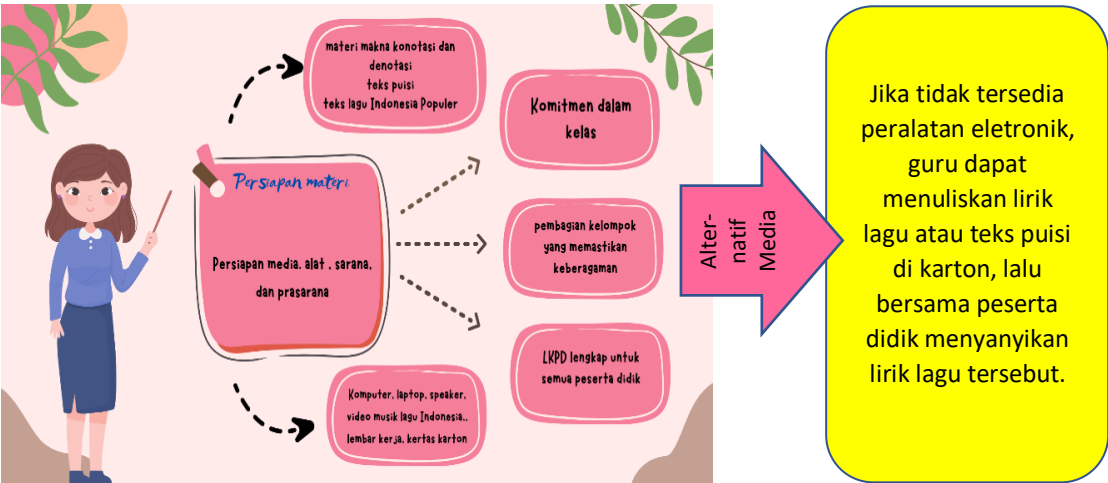 materi makna konotasi dan
denotasi
teks puisi
teks lagu Indonesia Populer
Komitmen dalam
kelas
Persiapan materi
Persiapan media, alat , sarana,
dan prasarana
pembagian kelompok
yang memastikan
keberagaman
LKPD lengkap untuk
semua peserta didik
Komputer, laptop, speaker,
video musik lagu Indonesia,,
lembar kerja, kertas karton
Alter-
natif
Media
Jika tidak tersedia
peralatan eletronik,
guru dapat
menuliskan lirik
lagu atau teks puisi
di karton, lalu
bersama peserta
didik menyanyikan
lirik lagu tersebut.